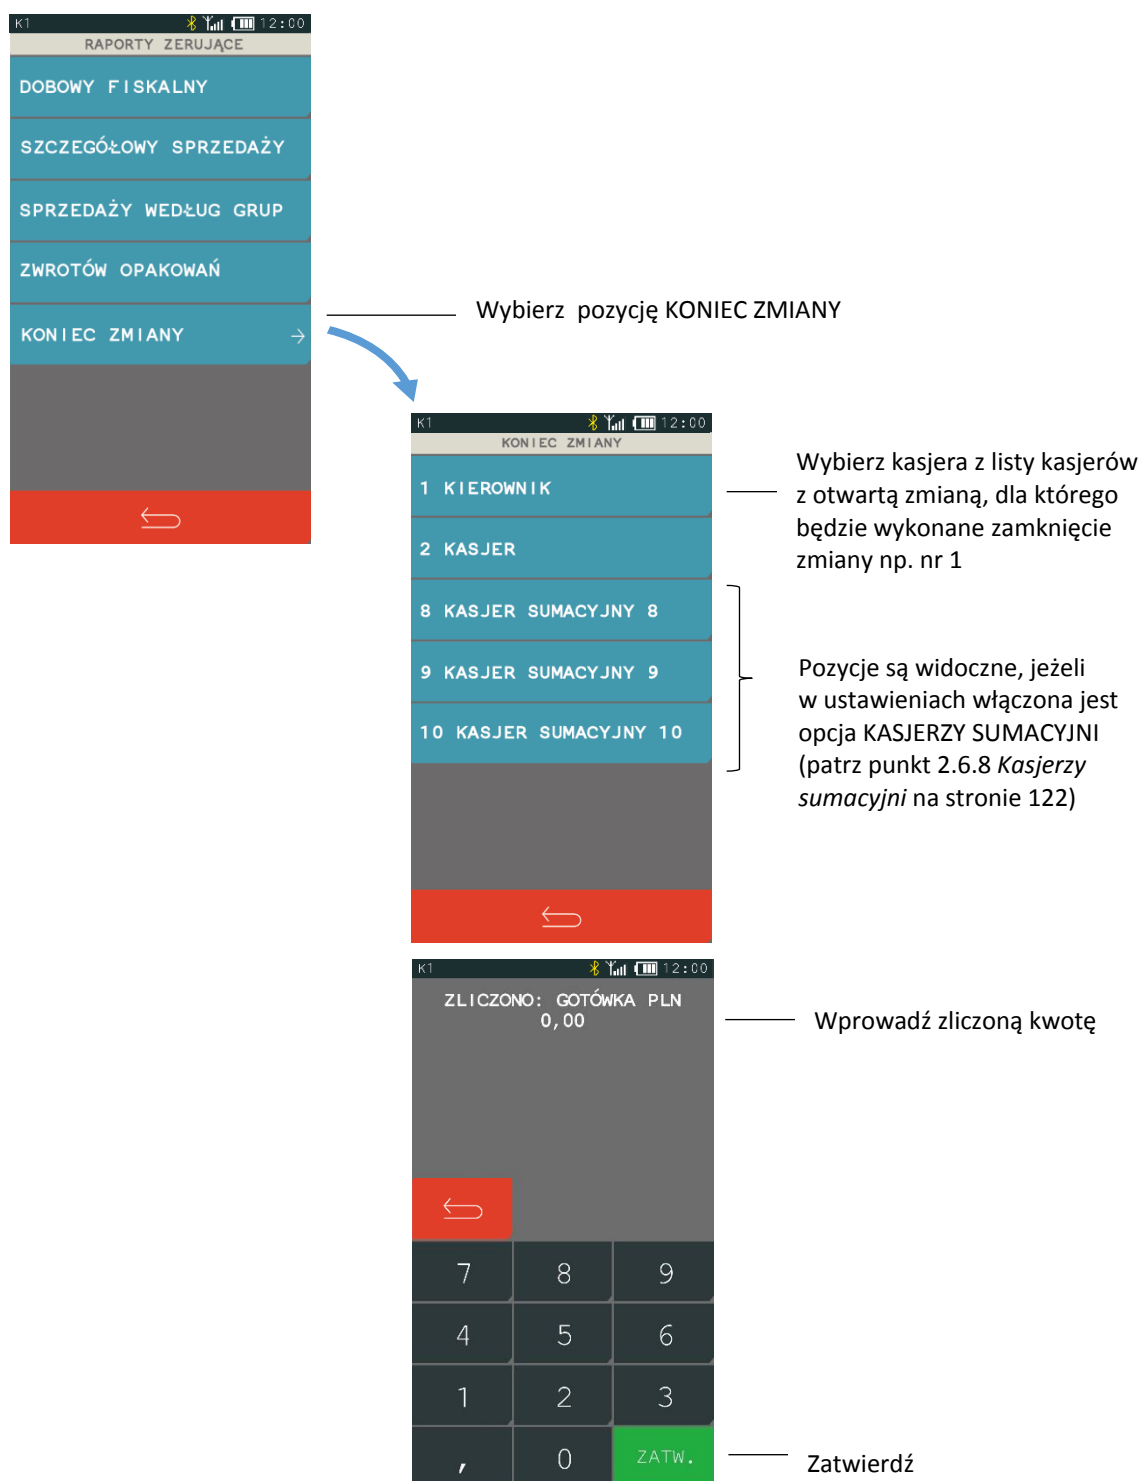 K1 12:00
RAPORTY ZERUJĄCE
DOBOWY FISKALNY
SZCZEGÓŁOWY SPRZEDAŻY
SPRZEDAŻY WEDŁUG GRUP
ZWROTÓW OPAKOWAŃ
KONIEC ZMIANY
Wybierz pozycję KONIEC ZMIANY
K1 12:00
KONIEC ZMIANY
1 KIEROWNIK
2 KASJER
8 KASJER SUMACYJNY 8
9 KASJER SUMACYJNY 9
10 KASJER SUMACYJNY 10
Wybierz kasjera z listy kasjerów
z otwartą zmianą, dla którego
będzie wykonane zamknięcie
zmiany np. nr 1
Pozycje są widoczne, jeżeli
w ustawieniach włączona jest
opcja KASJERZY SUMACYJNI
(patrz punkt 2.6.8 Kasjerzy
sumacyjni na stronie 122)
K1 12:00
ZLICZONO: GOTÓWKA PLN
0,00
Wprowadź zliczoną kwotę
7 8 9
4 5 6
1 2 3
, 0 ZATW.
Zatwierdź